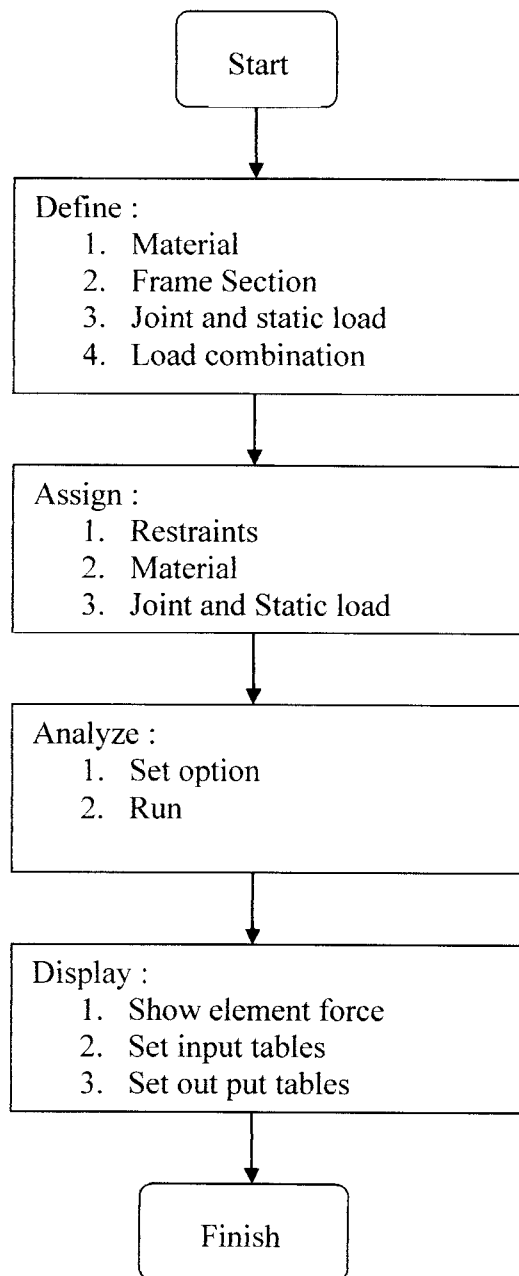 Start
Define :
1. Material
2. Frame Section
3. Joint and static load
4. Load combination
Assign :
1. Restraints
2. Material
3. Joint and Static load
Analyze :
1. Set option
2. Run
Display :
1. Show element force
2. Set input tables
3. Set out put tables
Finish